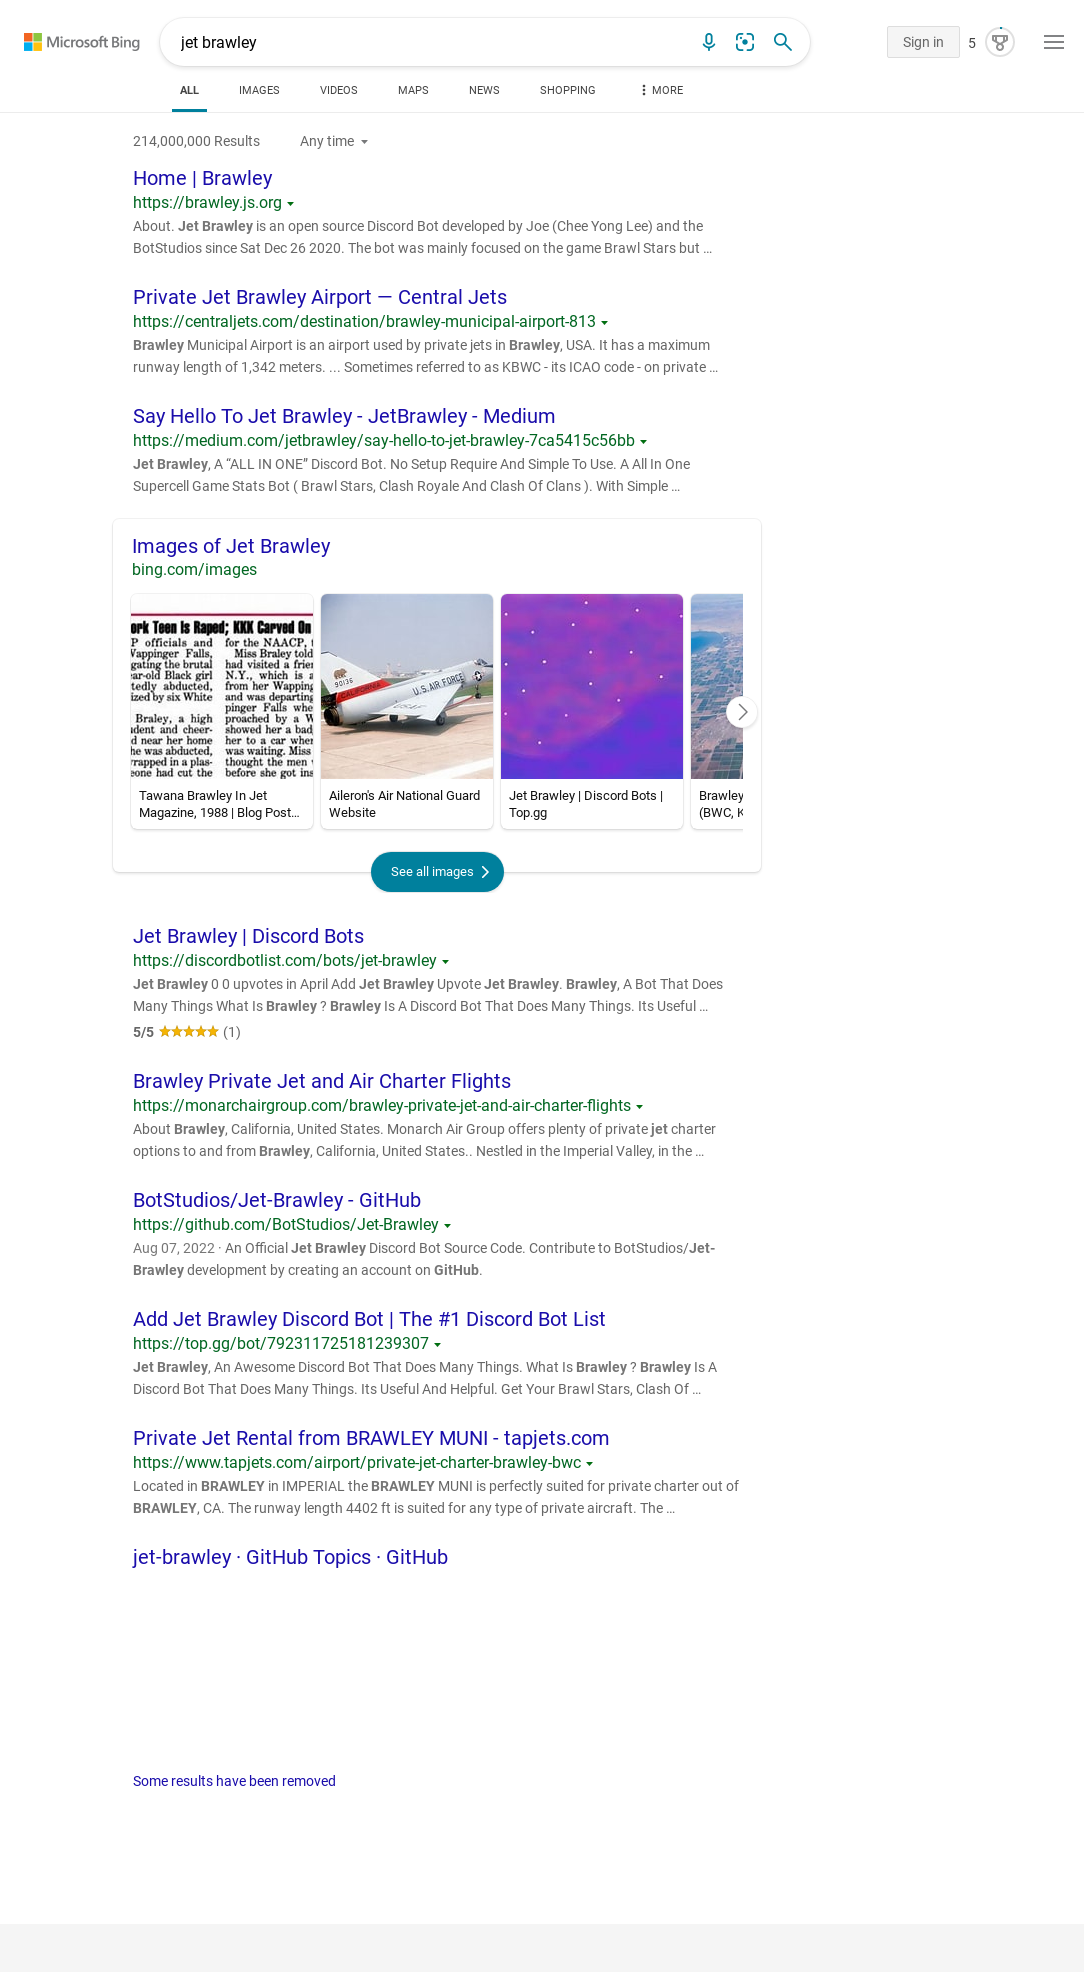 Microsoft Bing
jet brawley
Sign in
5
ALL
IMAGES
VIDEOS
MAPS
NEWS
SHOPPING
MORE
214,000,000 Results
Any time
Home | Brawley
https://brawley.js.org
About. Jet Brawley is an open source Discord Bot developed by Joe (Chee Yong Lee) and the
BotStudios since Sat Dec 26 2020. The bot was mainly focused on the game Brawl Stars but …
Private Jet Brawley Airport — Central Jets
https://centraljets.com/destination/brawley-municipal-airport-813
Brawley Municipal Airport is an airport used by private jets in Brawley, USA. It has a maximum
runway length of 1,342 meters. ... Sometimes referred to as KBWC - its ICAO code - on private …
Say Hello To Jet Brawley - JetBrawley - Medium
https://medium.com/jetbrawley/say-hello-to-jet-brawley-7ca5415c56bb
Jet Brawley, A “ALL IN ONE” Discord Bot. No Setup Require And Simple To Use. A All In One
Supercell Game Stats Bot ( Brawl Stars, Clash Royale And Clash Of Clans ). With Simple …
Images of Jet Brawley
bing.com/images
ork Teen Is Raped; KKK Carved On
P officials and
Wappinger Falls,
gating the brutal
ear-old Black girl
tedly abducted,
ized by six White
Braley, a high
dent and cheer-
d near her home
he was abducted,
wrapped in a plas-
eone had cut the
for the NAACP, t
Miss Braley told
had visited a frien
N.Y., which is a
from her Wapping
and was departing
pinger Falls when
proached by a W
showed her a bad
her to a car wher
was waiting. Miss
thought the men w
before she got ins
CALIFORNIA
90136
U.S. AIR FORCE
Tawana Brawley In Jet
Magazine, 1988 | Blog Post…
Aileron's Air National Guard
Website
Jet Brawley | Discord Bots |
Top.gg
Brawley
(BWC, K
See all images
Jet Brawley | Discord Bots
https://discordbotlist.com/bots/jet-brawley
Jet Brawley 0 0 upvotes in April Add Jet Brawley Upvote Jet Brawley. Brawley, A Bot That Does
Many Things What Is Brawley ? Brawley Is A Discord Bot That Does Many Things. Its Useful …
5/5 ★★★★★ (1)
Brawley Private Jet and Air Charter Flights
https://monarchairgroup.com/brawley-private-jet-and-air-charter-flights
About Brawley, California, United States. Monarch Air Group offers plenty of private jet charter
options to and from Brawley, California, United States.. Nestled in the Imperial Valley, in the …
BotStudios/Jet-Brawley - GitHub
https://github.com/BotStudios/Jet-Brawley
Aug 07, 2022 · An Official Jet Brawley Discord Bot Source Code. Contribute to BotStudios/Jet-
Brawley development by creating an account on GitHub.
Add Jet Brawley Discord Bot | The #1 Discord Bot List
https://top.gg/bot/792311725181239307
Jet Brawley, An Awesome Discord Bot That Does Many Things. What Is Brawley ? Brawley Is A
Discord Bot That Does Many Things. Its Useful And Helpful. Get Your Brawl Stars, Clash Of …
Private Jet Rental from BRAWLEY MUNI - tapjets.com
https://www.tapjets.com/airport/private-jet-charter-brawley-bwc
Located in BRAWLEY in IMPERIAL the BRAWLEY MUNI is perfectly suited for private charter out of
BRAWLEY, CA. The runway length 4402 ft is suited for any type of private aircraft. The …
jet-brawley · GitHub Topics · GitHub
Some results have been removed